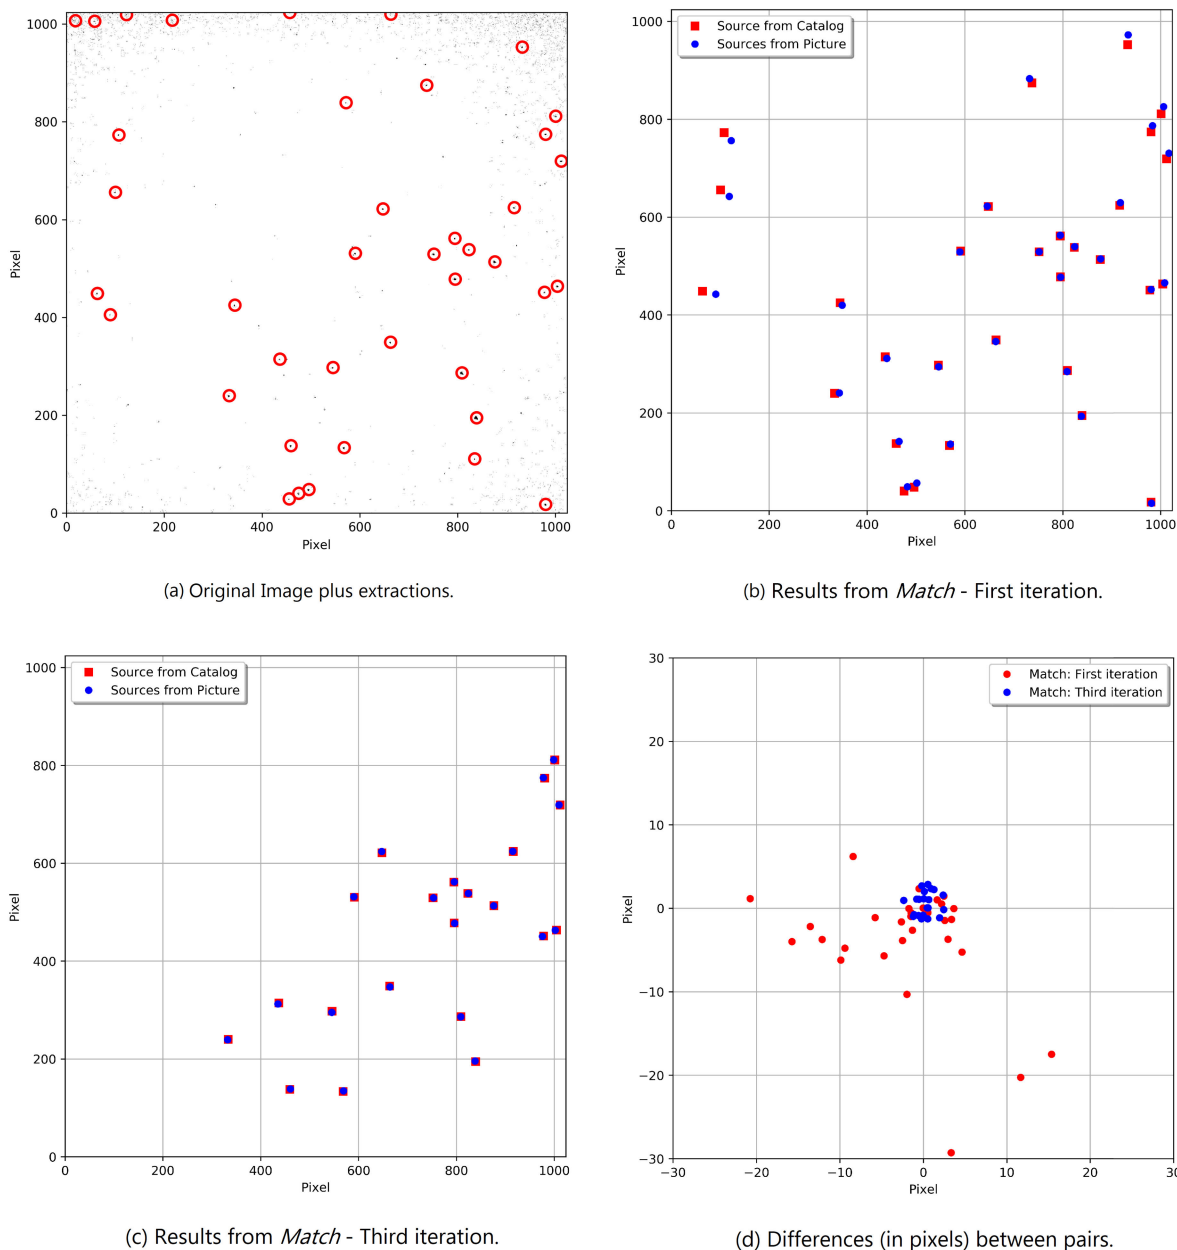 1000
800
600
400
200
0
0 200 400 600 800 1000
Pixel
Pixel
(a) Original Image plus extractions.
Source from Catalog
Sources from Picture
1000
800
600
400
200
0
0 200 400 600 800 1000
Pixel
Pixel
(b) Results from Match - First iteration.
Source from Catalog
Sources from Picture
1000
800
600
400
200
0
0 200 400 600 800 1000
Pixel
Pixel
(c) Results from Match - Third iteration.
Match: First iteration
Match: Third iteration
30
20
10
0
−10
−20
−30
−30 −20 −10 0 10 20 30
Pixel
Pixel
(d) Differences (in pixels) between pairs.